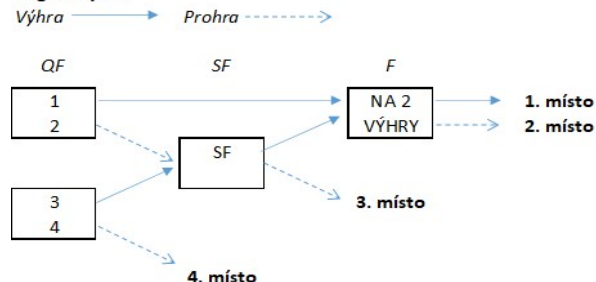 Výhra
Prohra
QF
SF
F
1
2
NA 2
VÝHRY
1. místo
2. místo
SF
3
4
3. místo
4. místo